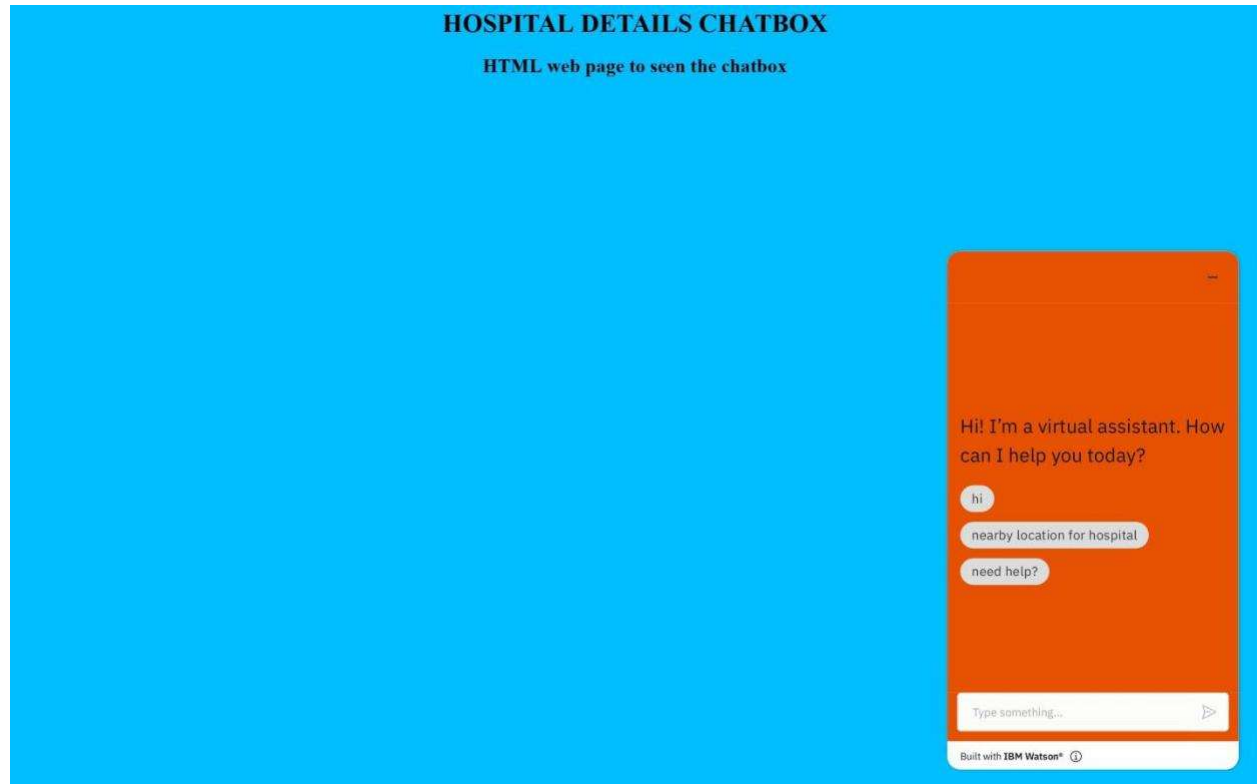 HOSPITAL DETAILS CHATBOX
HTML web page to seen the chatbox
Hi! I'm a virtual assistant. How
can I help you today?
hi
nearby location for hospital
need help?
Type something...
Built with IBM Watson®